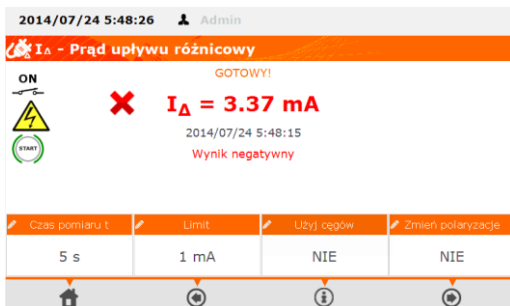 2014/07/24 5:48:26 Admin
IΔ - Prąd upływu różnicowy
GOTOWY!
ON
IΔ = 3.37 mA
2014/07/24 5:48:15
START
Wynik negatywny
Czas pomiaru t Limit Użyj cęgów Zmień polaryzacje
5 s 1 mA NIE NIE